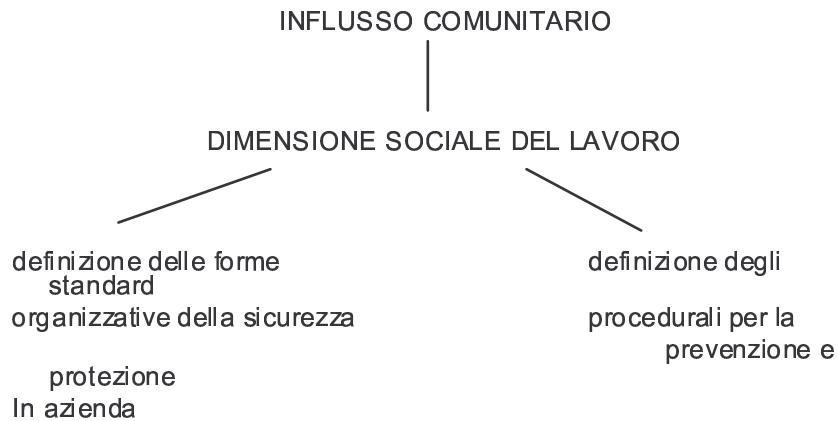 INFLUSSO COMUNITARIO
DIMENSIONE SOCIALE DEL LAVORO
definizione delle forme
standard
organizzative della sicurezza
protezione
In azienda
definizione degli
procedurali per la
prevenzione e